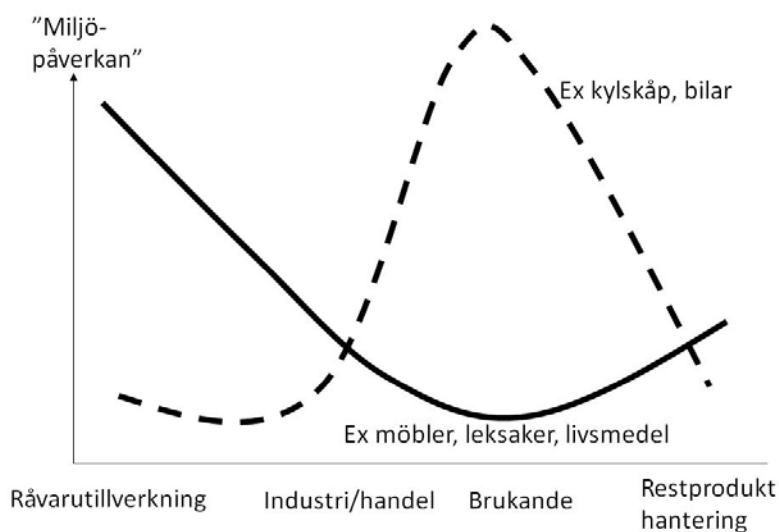 ”Miljö-
påverkan”
Ex kylskåp, bilar
Ex möbler, leksaker, livsmedel
Råvarutillverkning
Industri/handel
Brukande
Restprodukt
hantering